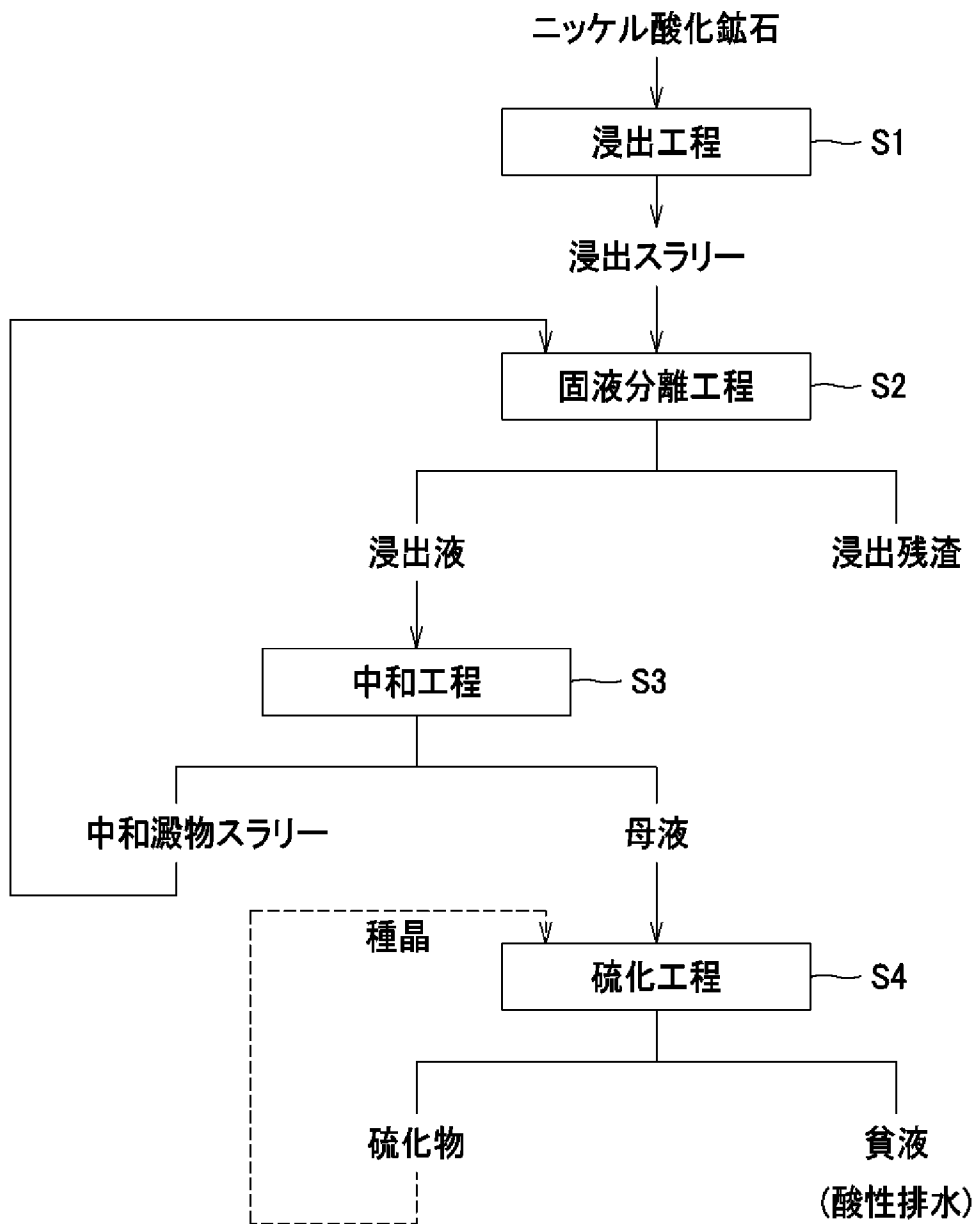 ニッケル酸化鉱石
浸出工程
S1
浸出スラリー
固液分離工程
S2
浸出液
浸出残渣
中和工程
S3
中和澱物スラリー
母液
種晶
硫化工程
S4
硫化物
貧液
(酸性排水)